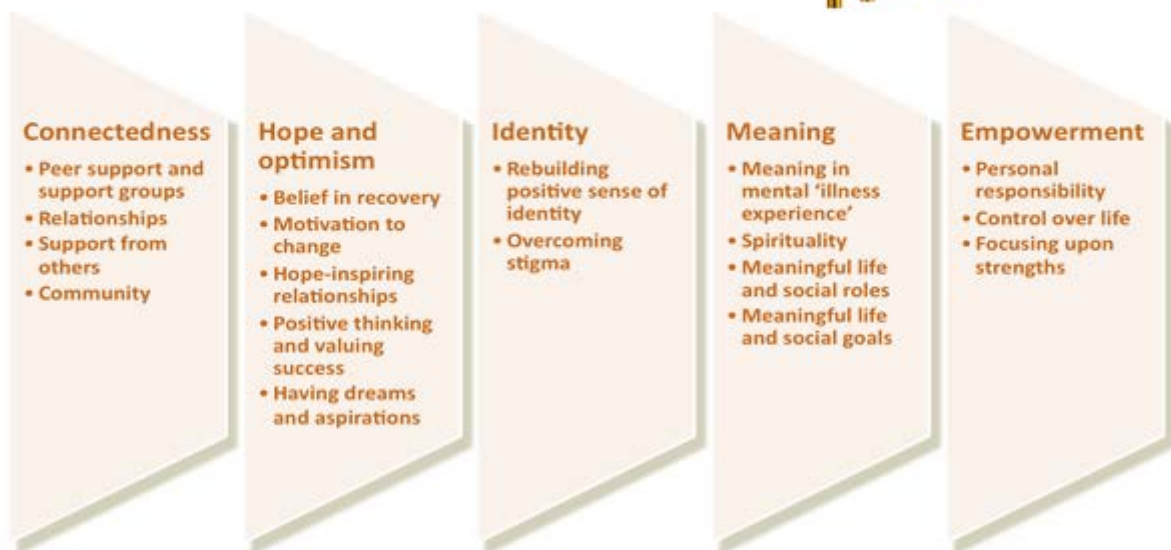 Connectedness
• Peer support and
support groups
• Relationships
• Support from
others
• Community
Hope and
optimism
• Belief in recovery
• Motivation to
change
• Hope-inspiring
relationships
• Positive thinking
and valuing
success
• Having dreams
and aspirations
Identity
• Rebuilding
positive sense of
identity
• Overcoming
stigma
Meaning
• Meaning in
mental ‘illness
experience’
• Spirituality
• Meaningful life
and social roles
• Meaningful life
and social goals
Empowerment
• Personal
responsibility
• Control over life
• Focusing upon
strengths